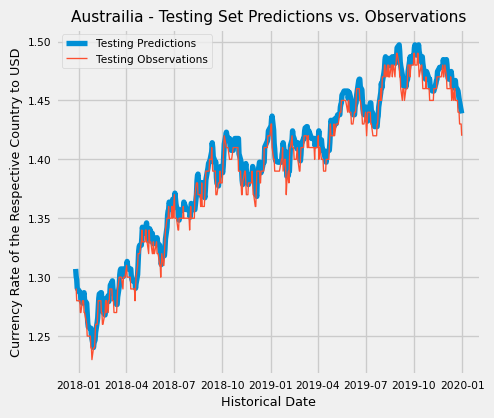 Austrailia - Testing Set Predictions vs. Observations
Testing Predictions
Testing Observations
Currency Rate of the Respective Country to USD
1.50
1.45
1.40
1.35
1.30
1.25
2018-01 2018-04 2018-07 2018-10 2019-01 2019-04 2019-07 2019-10 2020-01
Historical Date